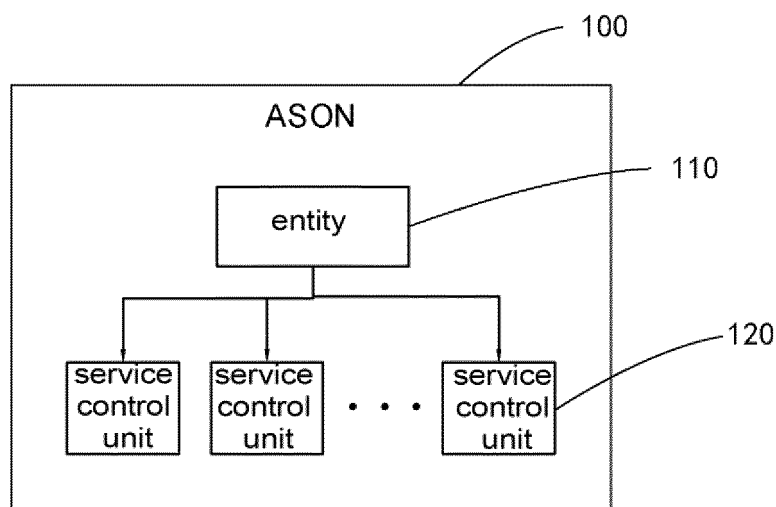 100
ASON
110
entity
120
service control unit
service control unit
. . .
service control unit